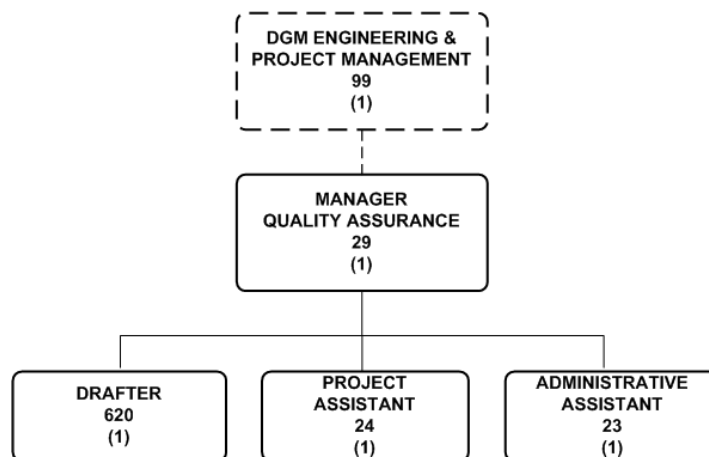 DGM ENGINEERING &
PROJECT MANAGEMENT
99
(1)
MANAGER
QUALITY ASSURANCE
29
(1)
DRAFTER
620
(1)
PROJECT
ASSISTANT
24
(1)
ADMINISTRATIVE
ASSISTANT
23
(1)